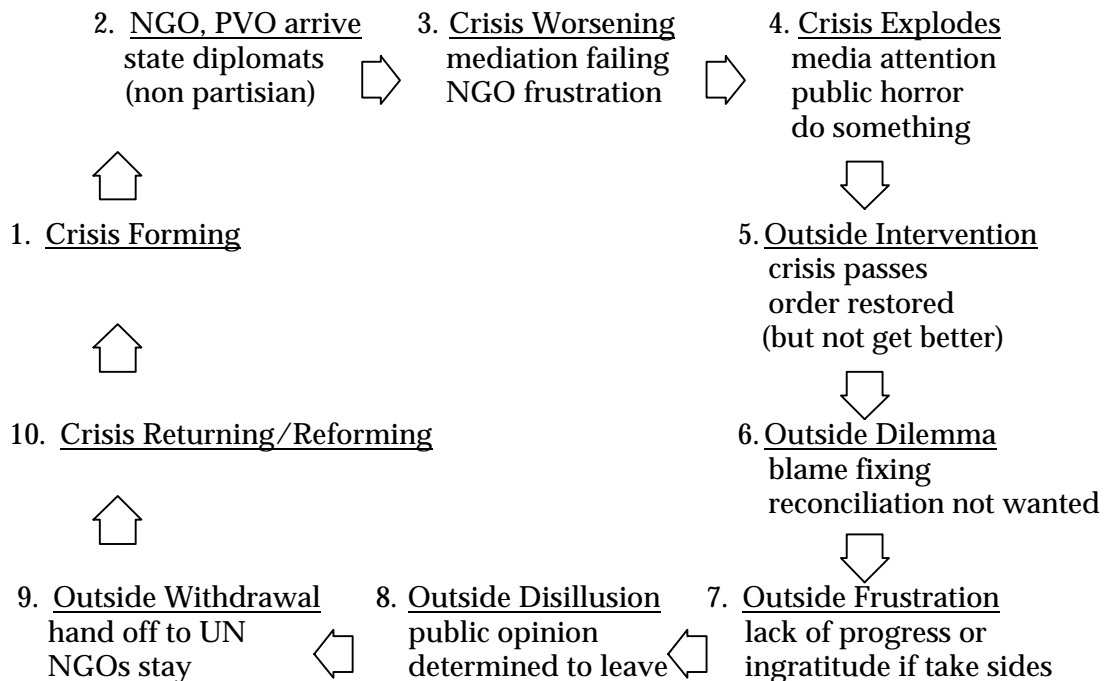 2. NGO, PVO arrive
state diplomats
(non partisian)
3. Crisis Worsening
mediation failing
NGO frustration
4. Crisis Explodes
media attention
public horror
do something
1. Crisis Forming
5. Outside Intervention
crisis passes
order restored
(but not get better)
10. Crisis Returning/Reforming
6. Outside Dilemma
blame fixing
reconciliation not wanted
9. Outside Withdrawal
hand off to UN
NGOs stay
8. Outside Disillusion
public opinion
determined to leave
7. Outside Frustration
lack of progress or
ingratitude if take sides